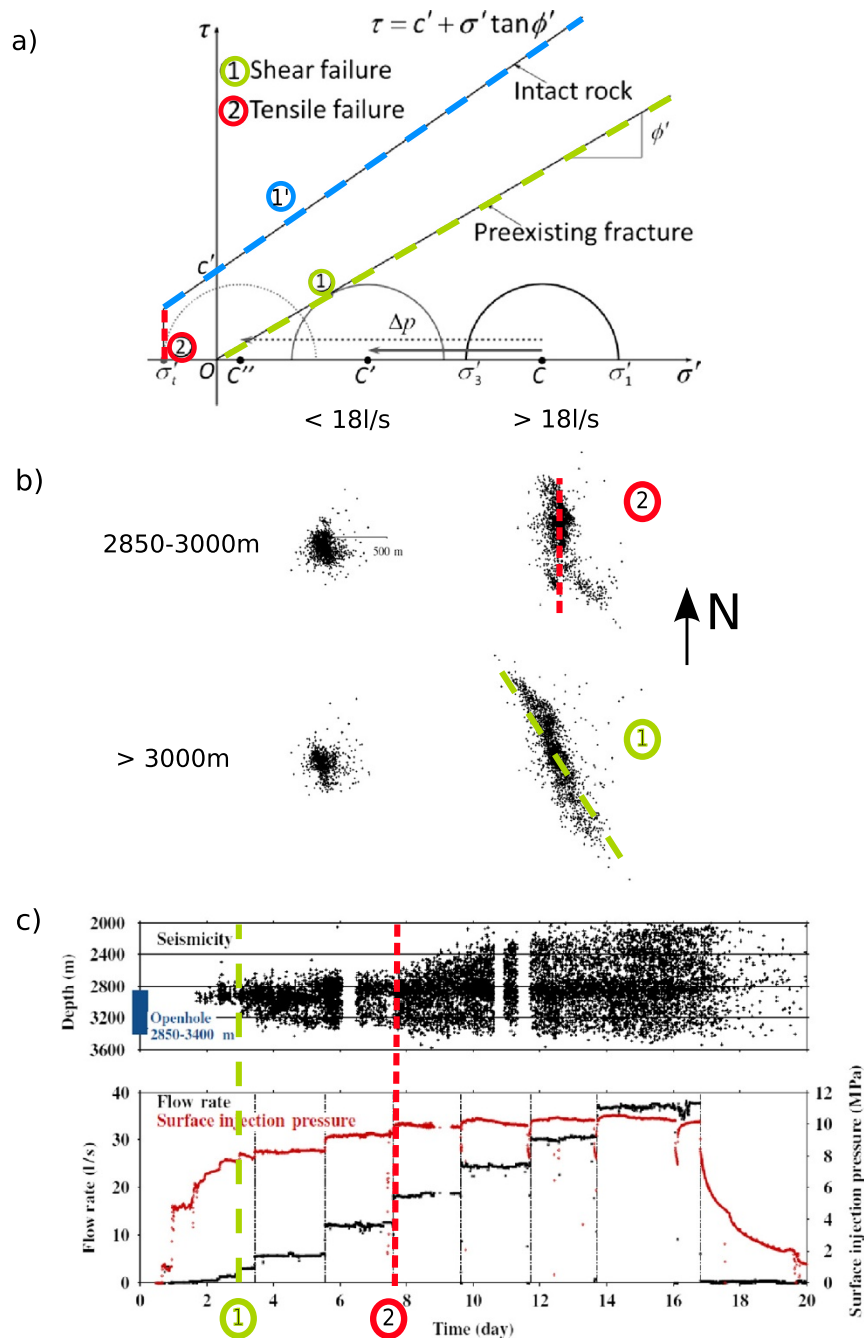 a)
τ
τ = c′ + σ′ tan ϕ′
1 Shear failure
2 Tensile failure
Intact rock
ϕ′
1'
Preexisting fracture
c′
1
Δp
2
σ′t O C″ C′ σ′3 C σ′1 σ′
< 18l/s > 18l/s
b)
2
2850-3000m
500 m
N
1
> 3000m
c)
2000
Seismicity
2400
Depth (m)
2800
3200
Openhole
2850-3400 m
3600
40 12
Flow rate
Surface injection pressure
10
30
8
20 6
4
10
2
0 0
Flow rate (l/s)
Surface injection pressure (MPa)
0 2 4 6 8 10 12 14 16 18 20
1 2
Time (day)